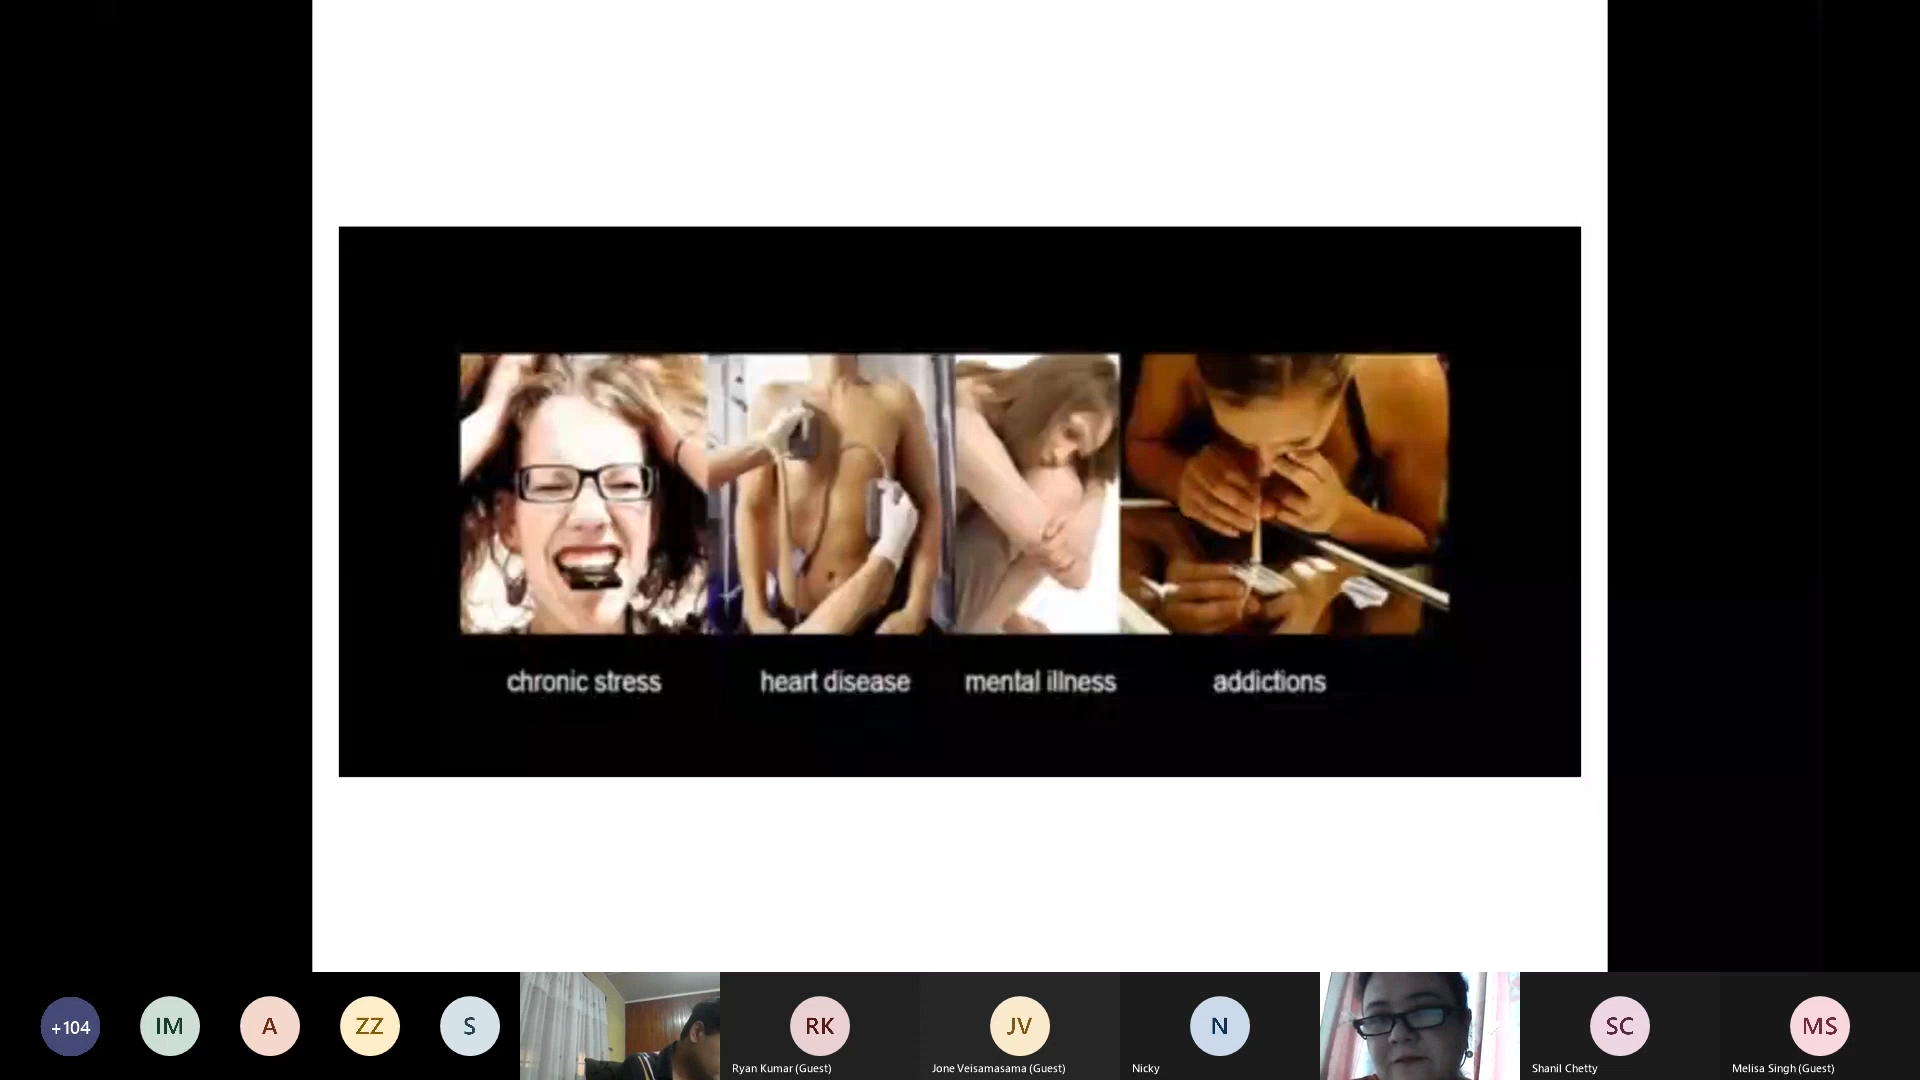 chronic stress heart disease mental illness addictions
+104 IM A ZZ S RK JV N SC MS
Ryan Kumar (Guest) Jone Veisamasama (Guest) Nicky Shanil Chetty Melisa Singh (Guest)